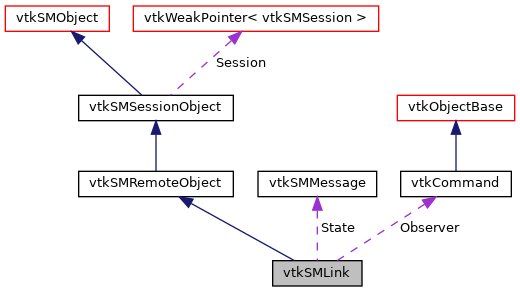 vtkSMObject
vtkWeakPointer< vtkSMSession >
Session
vtkSMSessionObject
vtkObjectBase
vtkSMRemoteObject
vtkSMMessage
vtkCommand
State
Observer
vtkSMLink